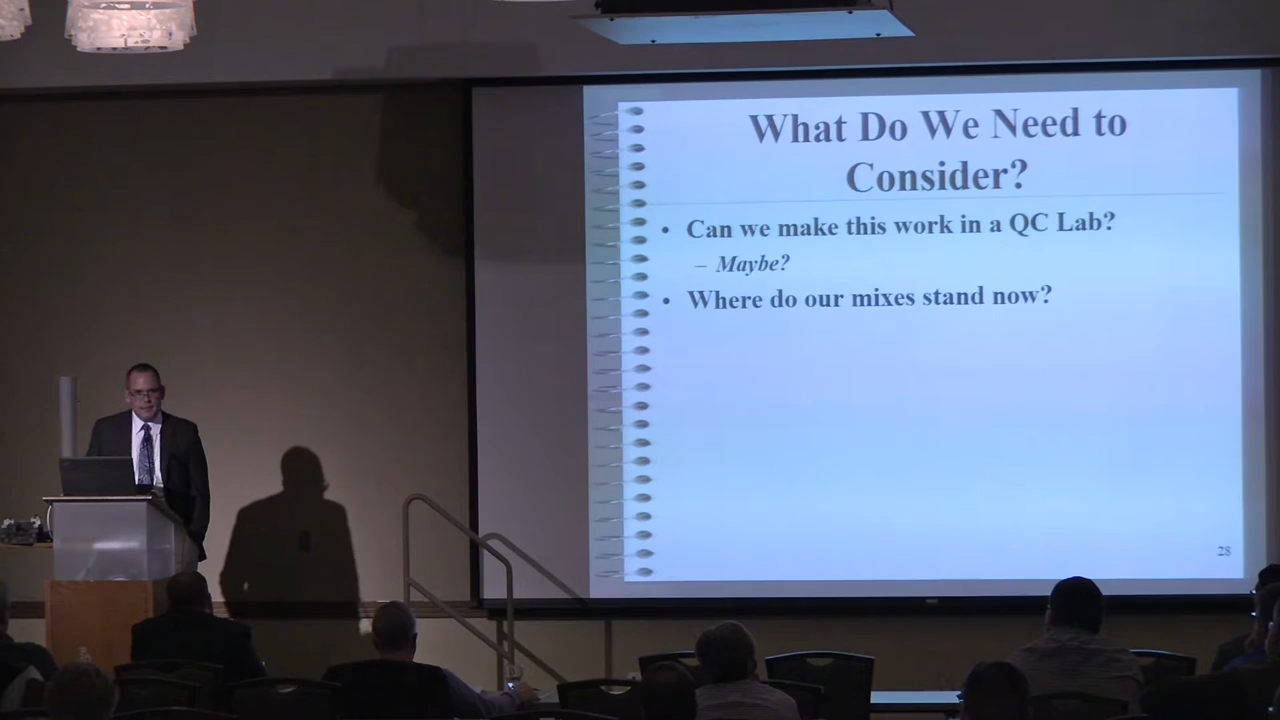 What Do We Need to
Consider?
• Can we make this work in a QC Lab?
– Maybe?
• Where do our mixes stand now?
28